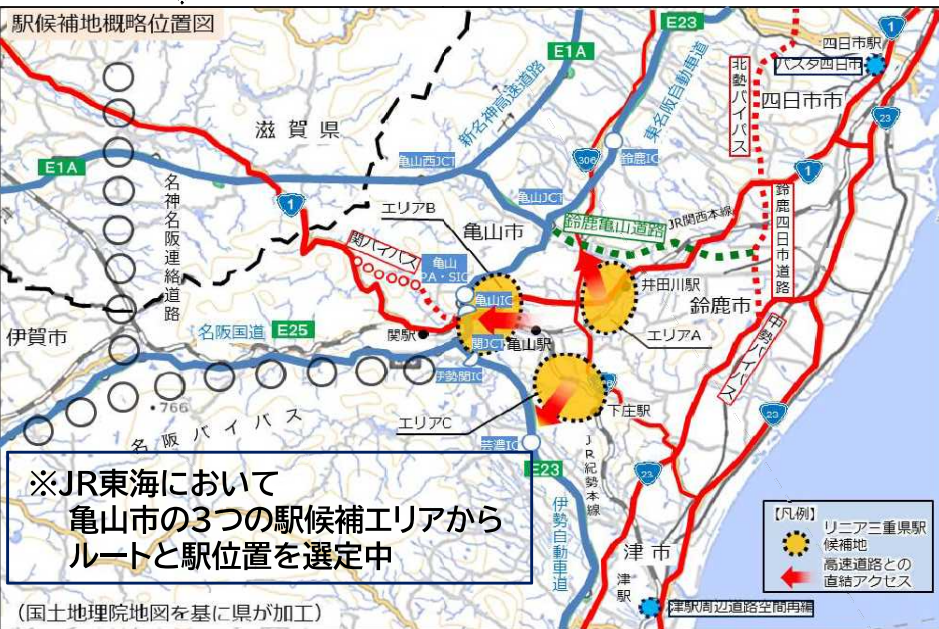 駅候補地概略位置図
E23
1
四日市駅
E1A
バスタ四日市
北勢バイパス
四日市市
新名神高速道路
東名阪自動車道
23
滋賀県
亀山西JCT
306
鈴鹿IC
E1A
1
名神名阪連絡道路
亀山JCT
鈴鹿四日市道路
1
エリアB
鈴鹿亀山道路
JR関西本線
亀山市
関バイパス
亀山PA・SIC
井田川駅
亀山IC
鈴鹿市
伊賀市
名阪国道
E25
関駅
関JCT
亀山駅
エリアA
中勢バイパス
伊勢関IC
766
下庄駅
23
名阪バイパス
エリアC
芸濃IC
JR紀勢本線
E23
23
※JR東海において
亀山市の3つの駅候補エリアから
ルートと駅位置を選定中
伊勢自動車道
津市
【凡例】
リニア三重県駅
候補地
高速道路との
直結アクセス
津駅
津駅周辺道路空間再編
(国土地理院地図を基に県が加工)